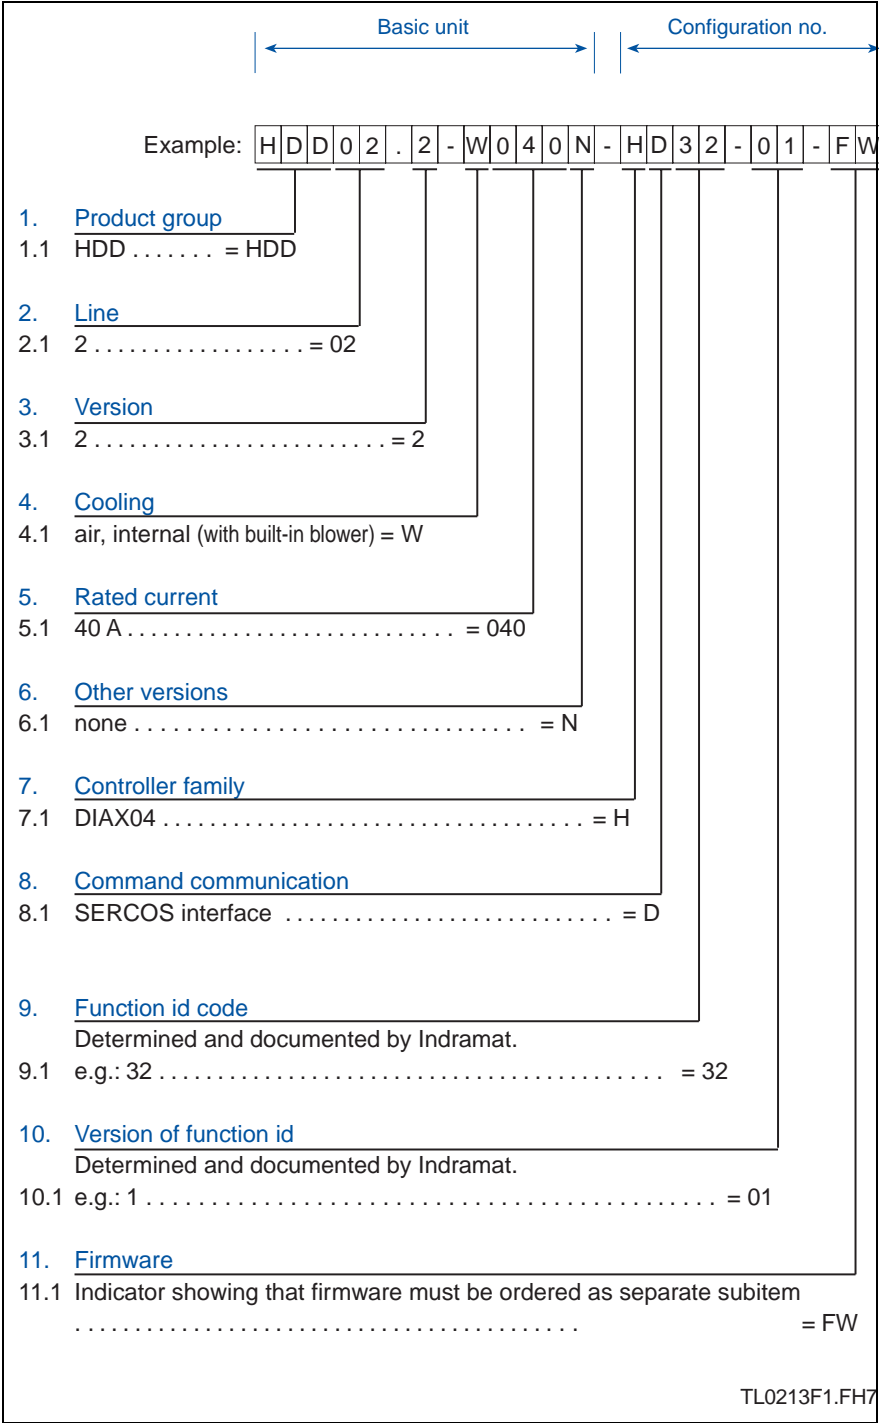 Basic unit Configuration no.
Example: HDD02.2-W040N-HD32-01-FW
1. Product group
1.1 HDD . . . . . . . = HDD
2. Line
2.1 2 . . . . . . . . . . . . . . . . . . = 02
3. Version
3.1 2 . . . . . . . . . . . . . . . . . . . . . . . . . = 2
4. Cooling
4.1 air, internal (with built-in blower) = W
5. Rated current
5.1 40 A . . . . . . . . . . . . . . . . . . . . . . . . . . . . = 040
6. Other versions
6.1 none . . . . . . . . . . . . . . . . . . . . . . . . . . . . . . . = N
7. Controller family
7.1 DIAX04 . . . . . . . . . . . . . . . . . . . . . . . . . . . . . . . . . . . . = H
8. Command communication
8.1 SERCOS interface . . . . . . . . . . . . . . . . . . . . . . . . . . . . = D
9. Function id code
Determined and documented by Indramat.
9.1 e.g.: 32 . . . . . . . . . . . . . . . . . . . . . . . . . . . . . . . . . . . . . . . . . . . = 32
10. Version of function id
Determined and documented by Indramat.
10.1 e.g.: 1 . . . . . . . . . . . . . . . . . . . . . . . . . . . . . . . . . . . . . . . . . . . . . . . . = 01
11. Firmware
11.1 Indicator showing that firmware must be ordered as separate subitem
. . . . . . . . . . . . . . . . . . . . . . . . . . . . . . . . . . . . . . . . . . = FW
TL0213F1.FH7